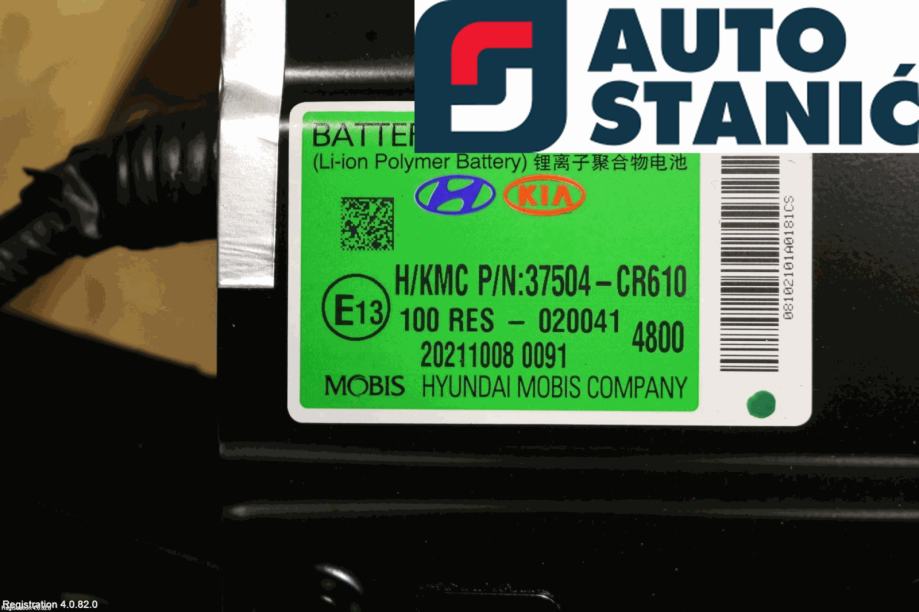 AUTO
STANIĆ
(Li-ion Polymer Battery) 锂离子聚合物电池
KIA
H/KMC P/N:37504-CR610
E13
100 RES - 020041
4800
20211008 0091
MOBIS HYUNDAI MOBIS COMPANY
08102101A0181CS
Registration 4.0.82.0